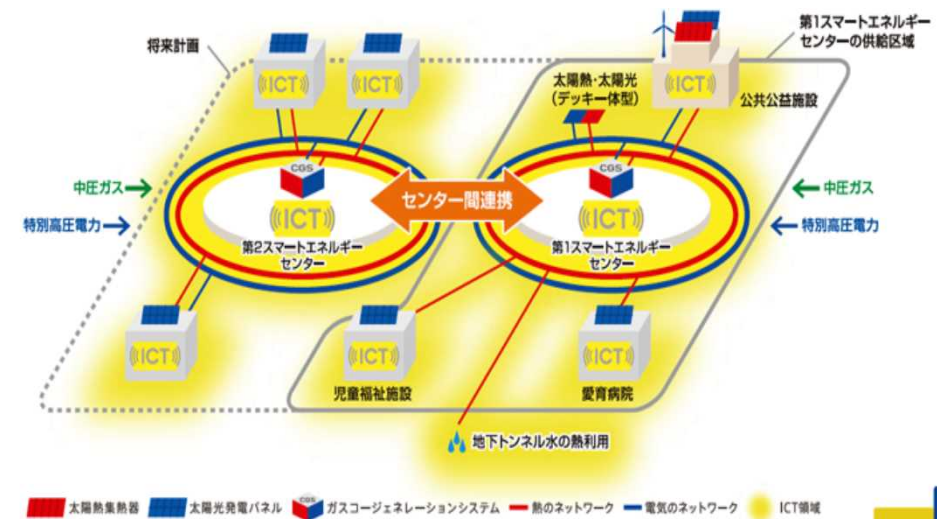 将来計画
第1スマートエネルギー
センターの供給区域
ICT
ICT
太陽熱・太陽光
(デッキ一体型)
ICT
公共公益施設
中圧ガス
特別高圧電力
CGS
ICT
第2スマートエネルギー
センター
センター間連携
CGS
ICT
第1スマートエネルギー
センター
中圧ガス
特別高圧電力
ICT
ICT
児童福祉施設
ICT
愛育病院
地下トンネル水の熱利用
太陽熱集熱器
太陽光発電パネル
CGS
ガスコージェネレーションシステム
熱のネットワーク
電気のネットワーク
ICT領域